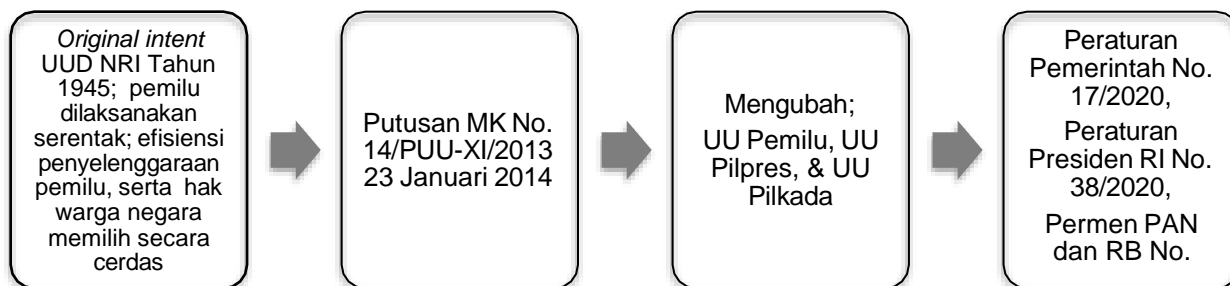 Original intent
UUD NRI Tahun
1945; pemilu
dilaksanakan
serentak; efisiensi
penyelenggaraan
pemilu, serta hak
warga negara
memilih secara
cerdas
Putusan MK No.
14/PUU-XI/2013
23 Januari 2014
Mengubah;
UU Pemilu, UU
Pilpres, & UU
Pilkada
Peraturan
Pemerintah No.
17/2020,
Peraturan
Presiden RI No.
38/2020,
Permen PAN
dan RB No.